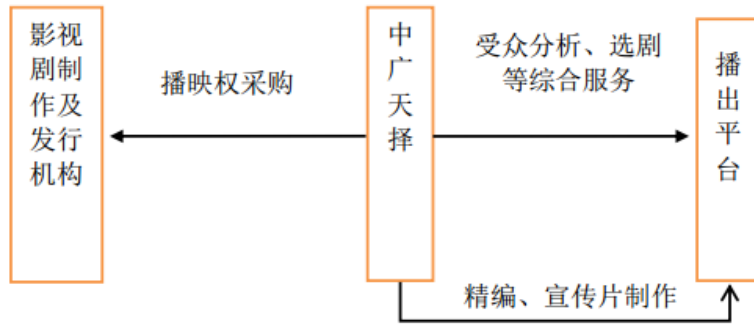 影视
剧制
作及
发行
机构
播映权采购
中
广
天
择
受众分析、选剧
等综合服务
播
出
平
台
精编、宣传片制作